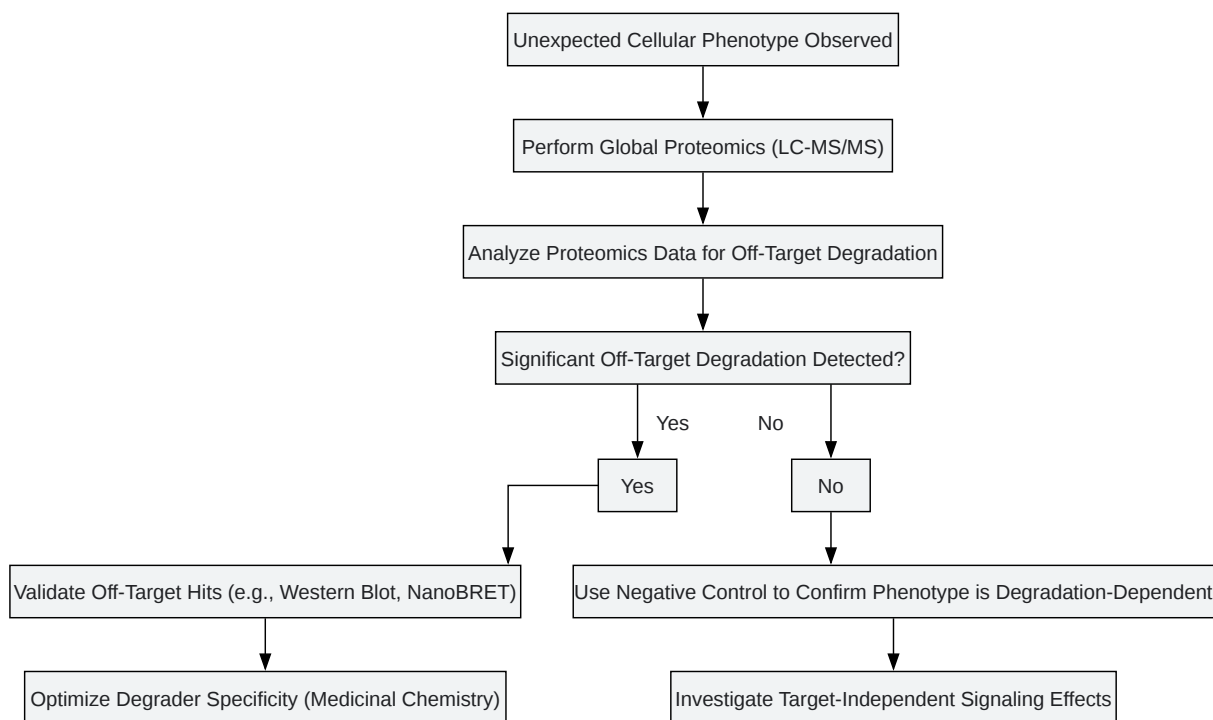 Unexpected Cellular Phenotype Observed
Perform Global Proteomics (LC-MS/MS)
Analyze Proteomics Data for Off-Target Degradation
Significant Off-Target Degradation Detected?
Yes
No
Yes
No
Validate Off-Target Hits (e.g., Western Blot, NanoBRET)
Use Negative Control to Confirm Phenotype is Degradation-Dependent
Optimize Degrader Specificity (Medicinal Chemistry)
Investigate Target-Independent Signaling Effects